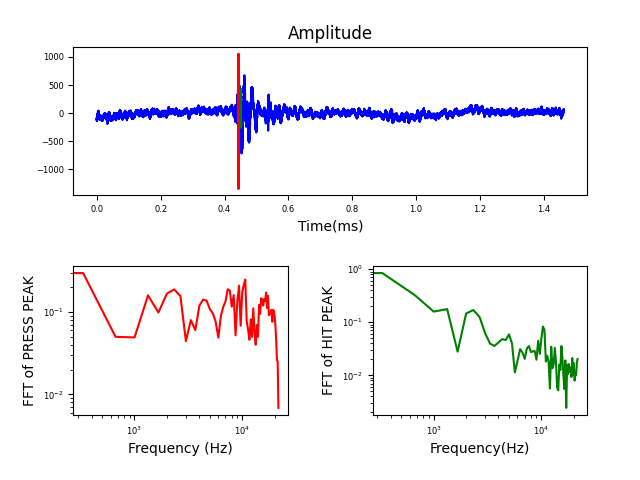 Amplitude
1000
500
0
−500
−1000
0.0 0.2 0.4 0.6 0.8 1.0 1.2 1.4
Time(ms)
FFT of PRESS PEAK
10⁻¹
10⁻²
10³ 10⁴
Frequency (Hz)
FFT of HIT PEAK
10⁰
10⁻¹
10⁻²
10³ 10⁴
Frequency(Hz)